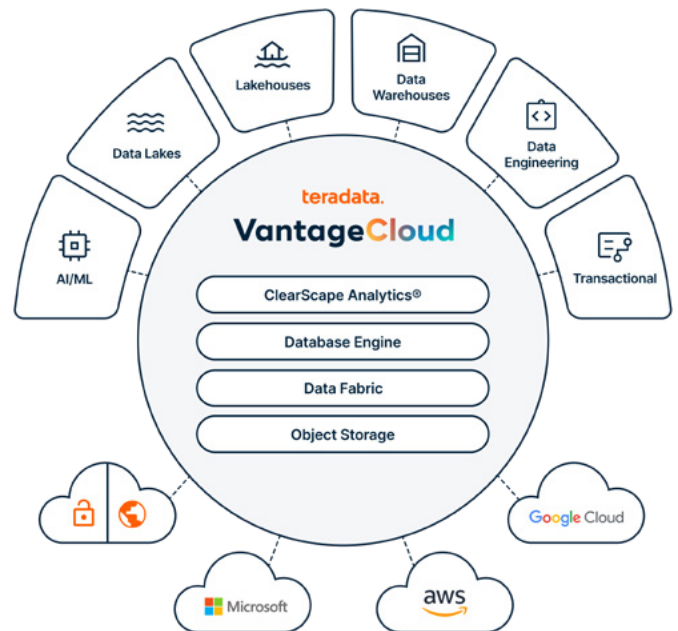 Lakehouses
Data
Warehouses
Data Lakes
Data
Engineering
AI/ML
Transactional
teradata.
VantageCloud
ClearScape Analytics®
Database Engine
Data Fabric
Object Storage
Google Cloud
Microsoft
aws